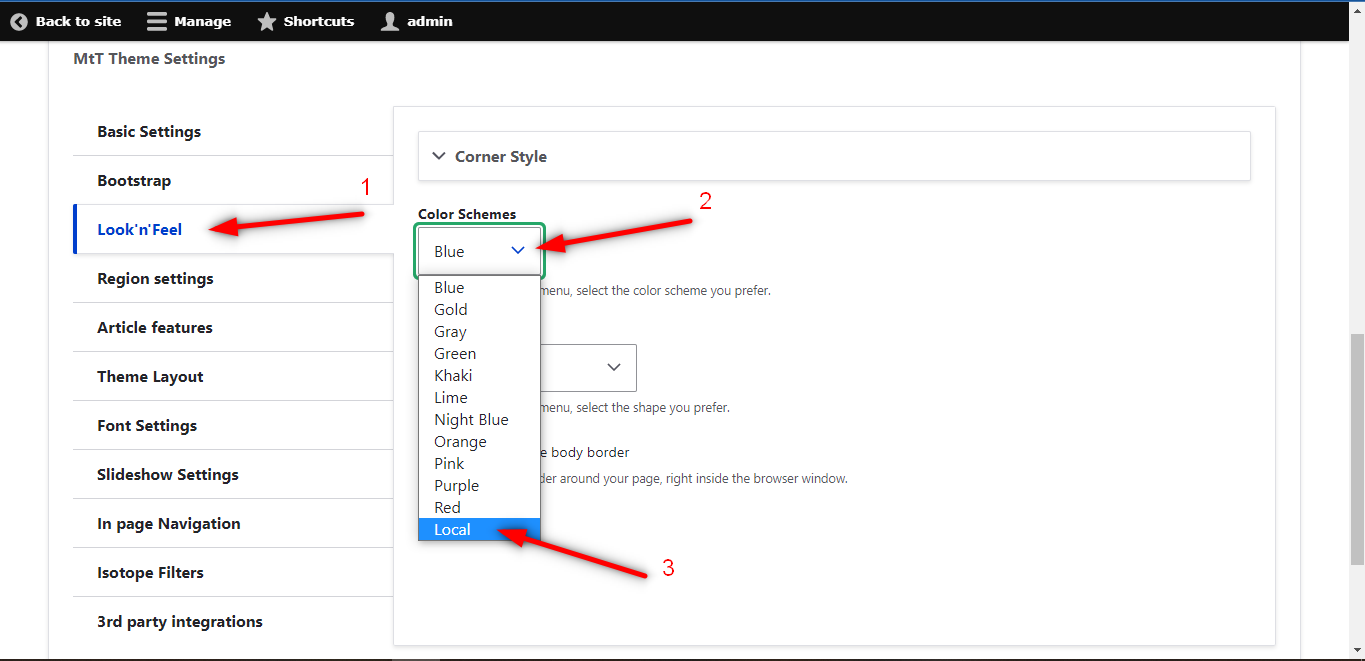 Back to site Manage Shortcuts admin
MtT Theme Settings
Basic Settings
Bootstrap
Look'n'Feel
Region settings
Article features
Theme Layout
Font Settings
Slideshow Settings
In page Navigation
Isotope Filters
3rd party integrations
1
Corner Style
Color Schemes
2
Blue
Blue
Gold
Gray
Green
Khaki
Lime
Night Blue
Orange
Pink
Purple
Red
Local
3
menu, select the color scheme you prefer.
menu, select the shape you prefer.
e body border
der around your page, right inside the browser window.